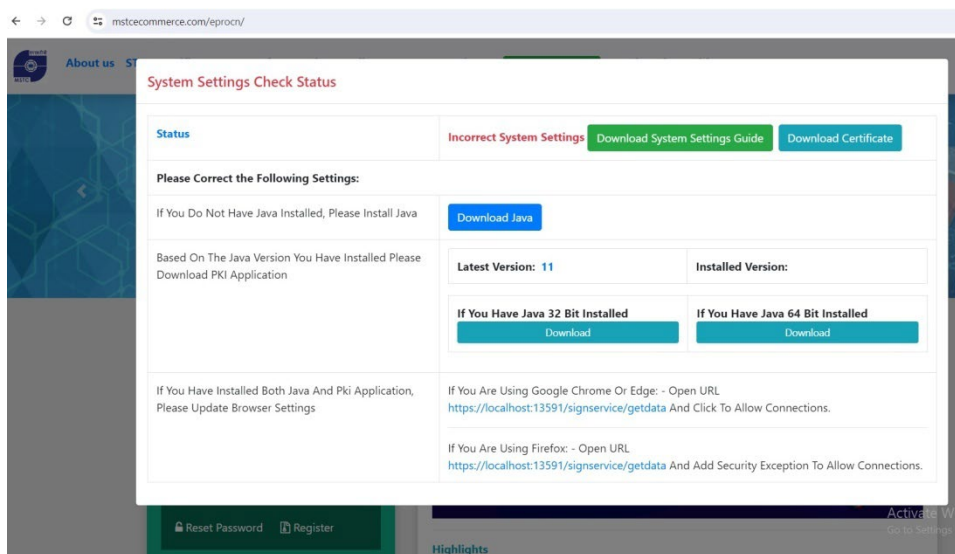 mstcecommerce.com/eprocn/
About us
System Settings Check Status
Status
Incorrect System Settings Download System Settings Guide Download Certificate
Please Correct the Following Settings:
If You Do Not Have Java Installed, Please Install Java
Download Java
Based On The Java Version You Have Installed Please
Download PKI Application
Latest Version: 11
Installed Version:
If You Have Java 32 Bit Installed
Download
If You Have Java 64 Bit Installed
Download
If You Have Installed Both Java And Pki Application,
Please Update Browser Settings
If You Are Using Google Chrome Or Edge: - Open URL
https://localhost:13591/signservice/getdata And Click To Allow Connections.
If You Are Using Firefox: - Open URL
https://localhost:13591/signservice/getdata And Add Security Exception To Allow Connections.
Reset Password Register
Highlights
Activate W
Go to Settings